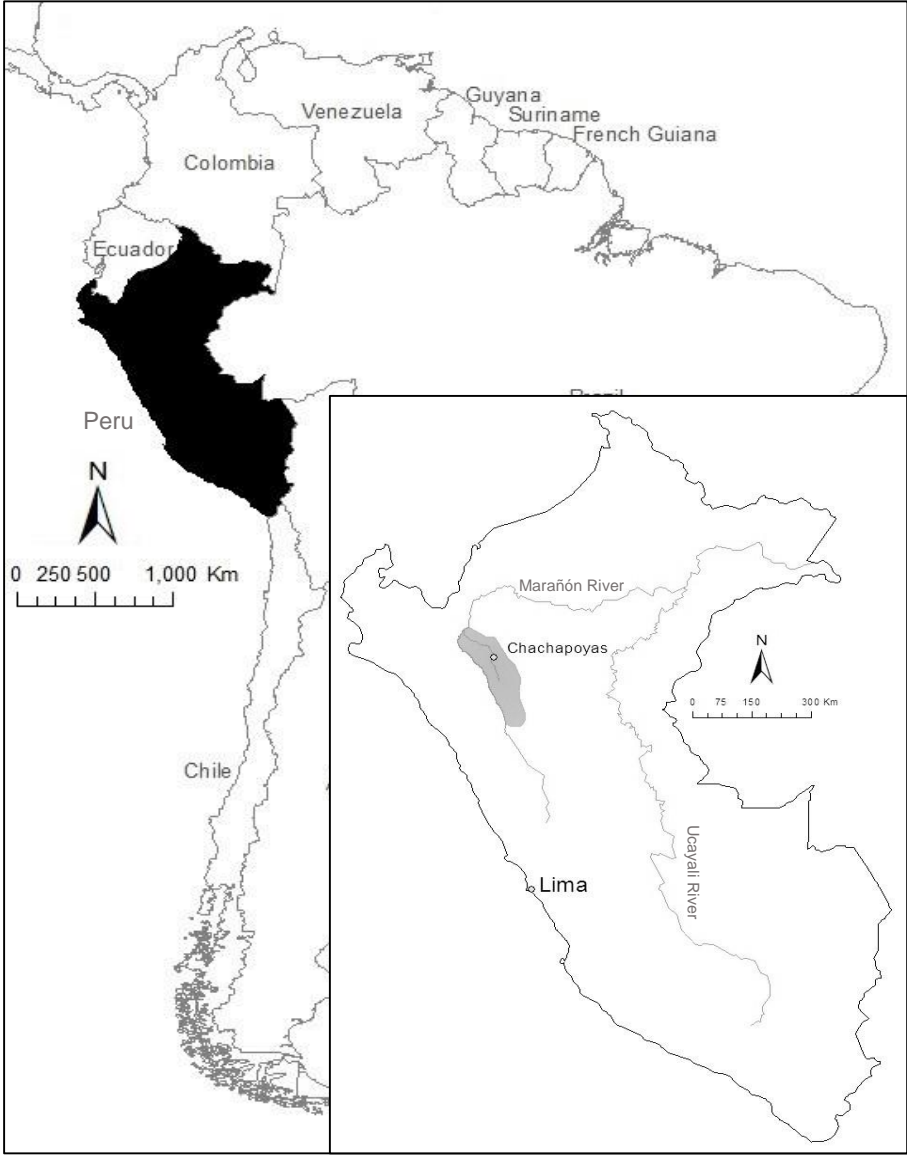 Guyana
Venezuela
Suriname
French Guiana
Colombia
Ecuador
Peru
N
0 250 500 1,000 Km
Chile
Marañón River
Chachapoyas
N
0 75 150 300 Km
Ucayali River
Lima